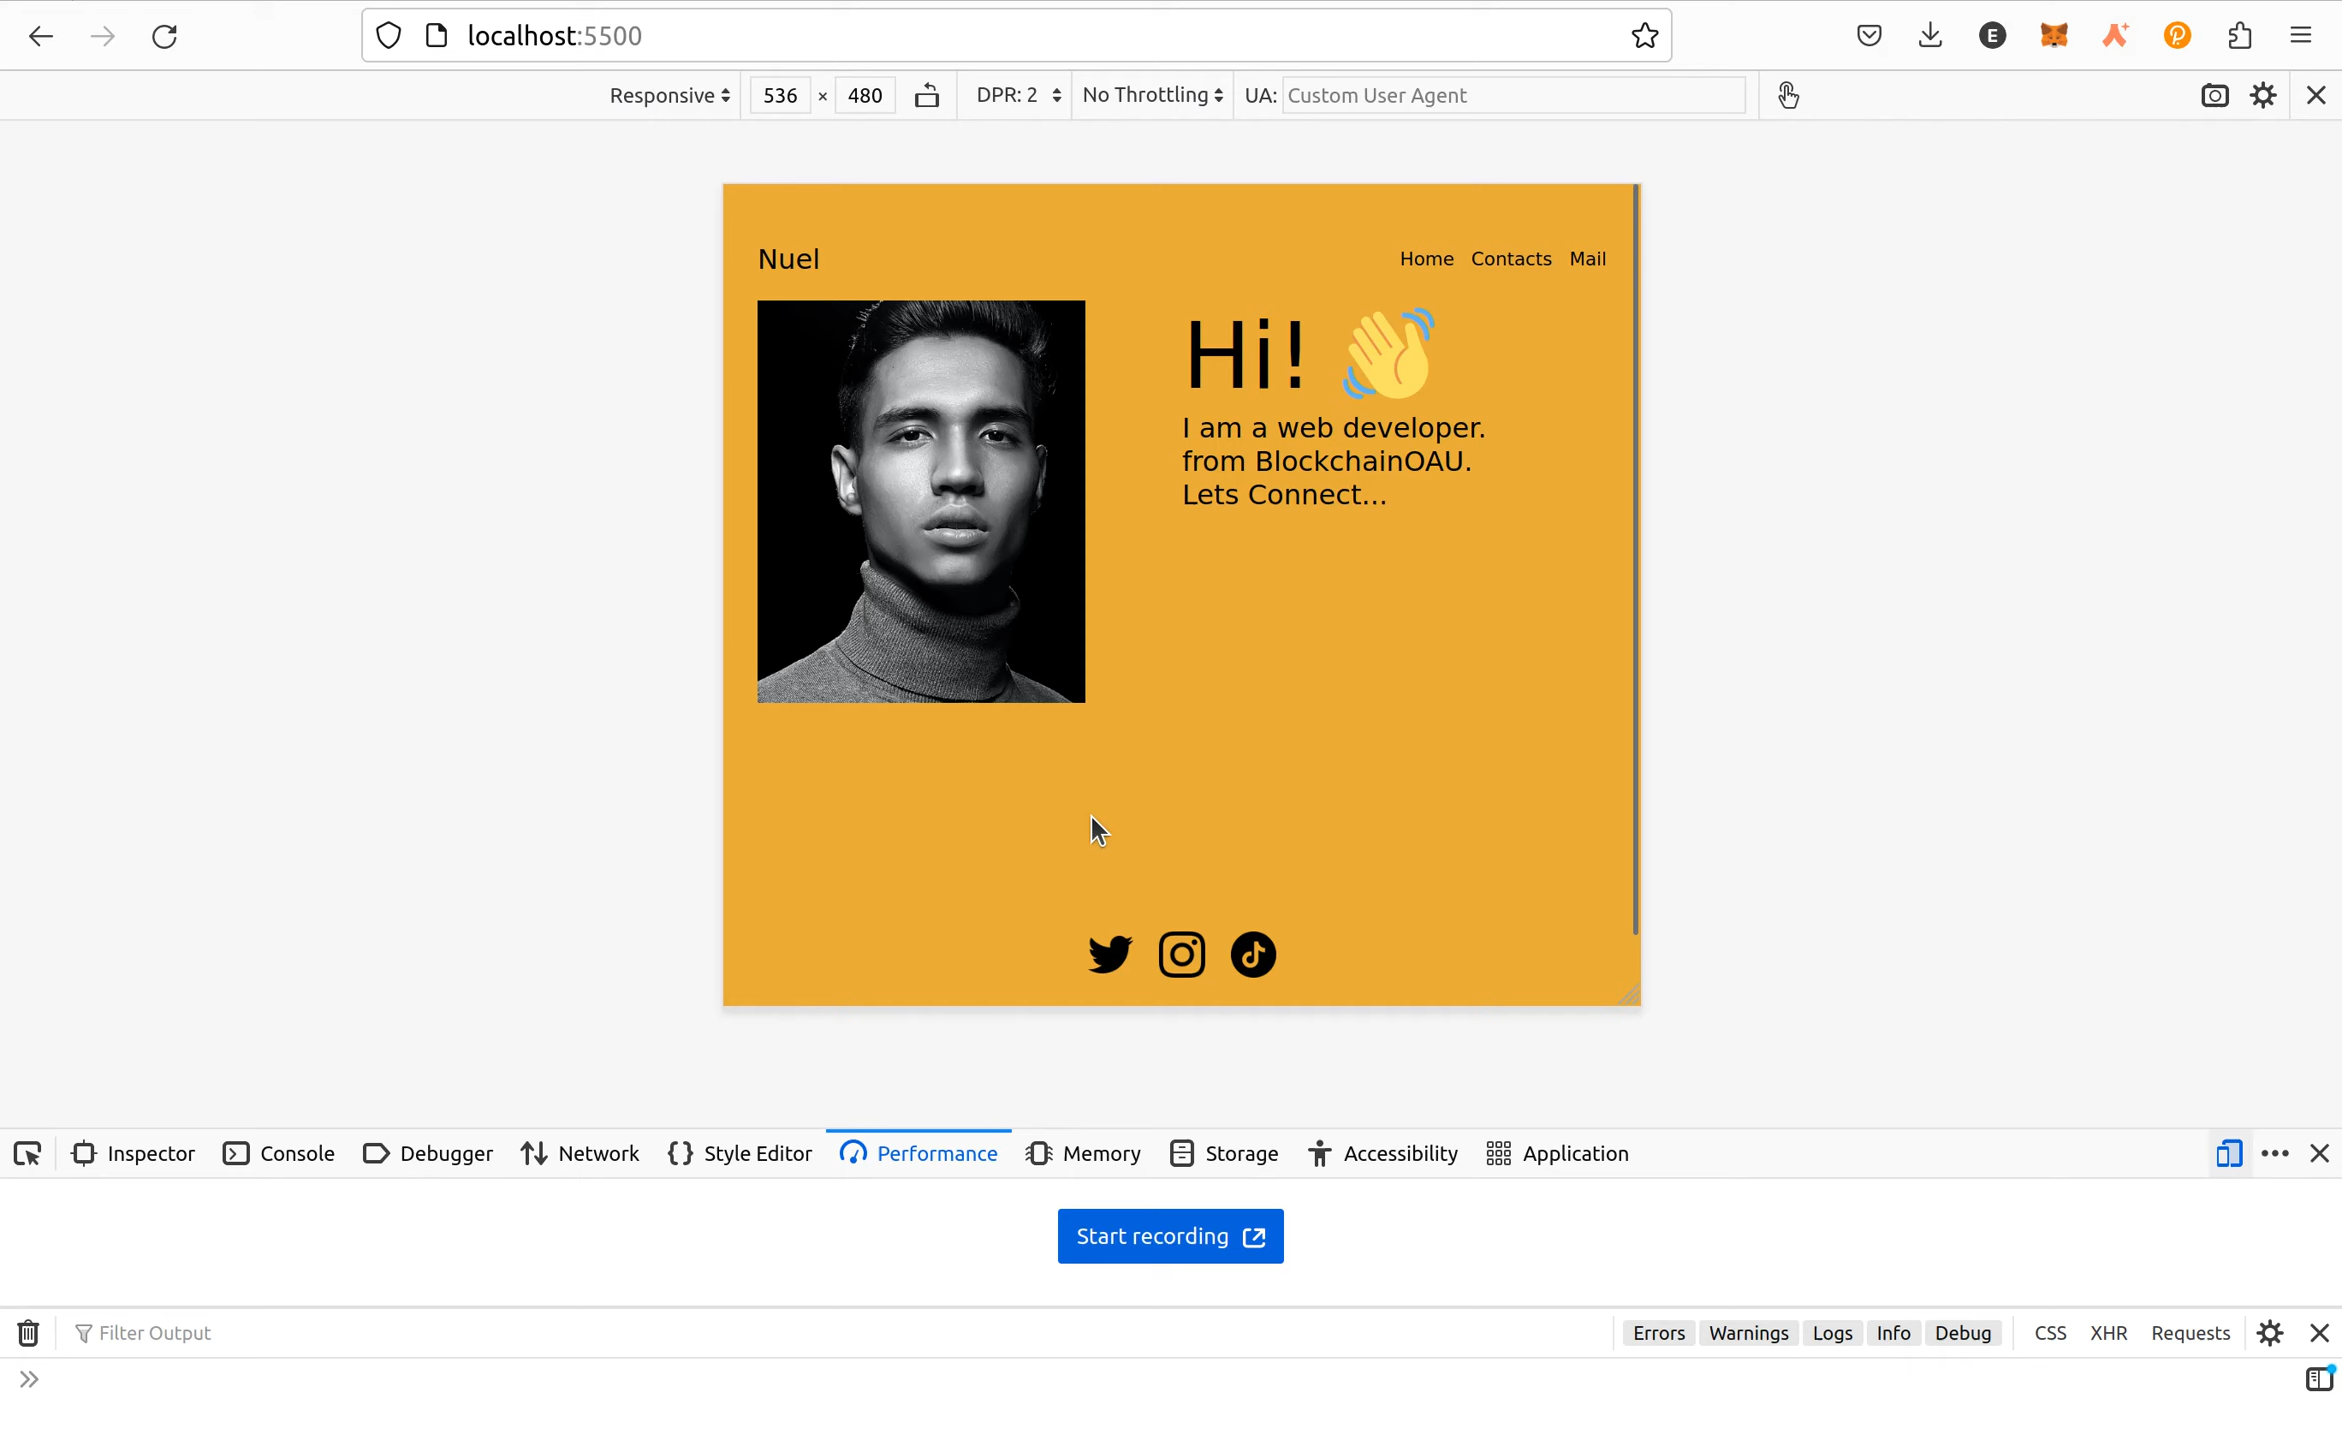 localhost:5500
Responsive 536 × 480 DPR: 2 No Throttling UA: Custom User Agent
Nuel
Home Contacts Mail
Hi! 👋
I am a web developer.
from BlockchainOAU.
Lets Connect...
Inspector Console Debugger Network Style Editor Performance Memory Storage Accessibility Application
Start recording
Filter Output Errors Warnings Logs Info Debug CSS XHR Requests